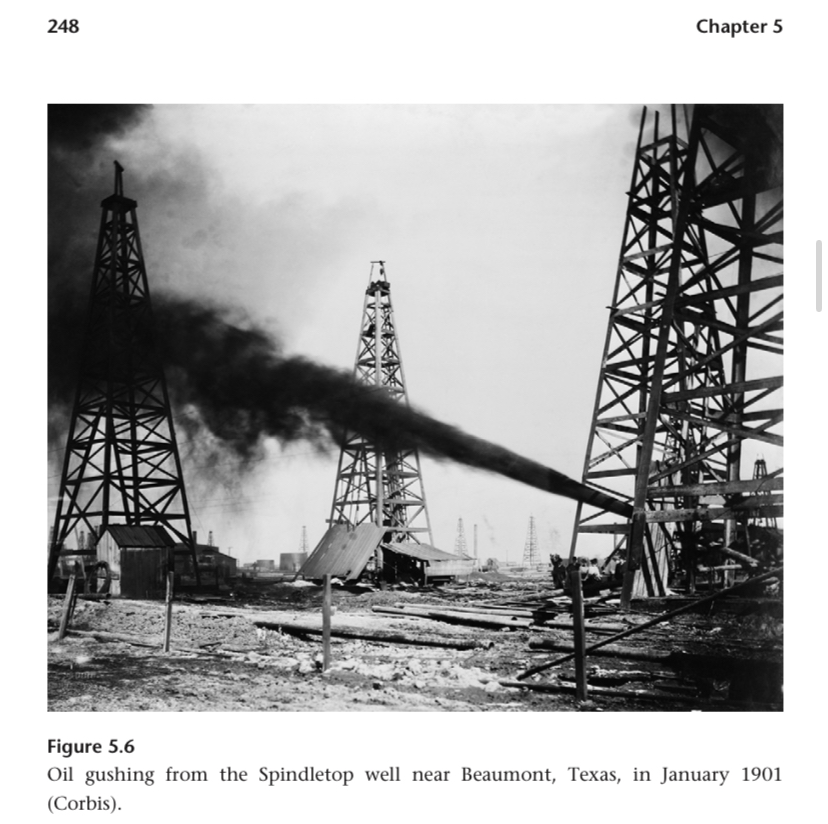 248
Chapter 5
Figure 5.6
Oil gushing from the Spindletop well near Beaumont, Texas, in January 1901
(Corbis).